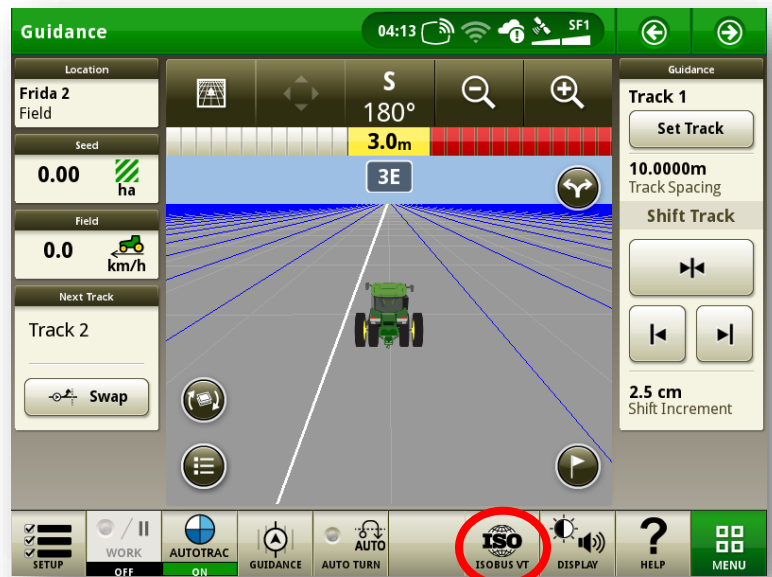 Guidance
04:13
SF1
Location
Frida 2
Field
Seed
0.00
ha
Field
0.0
km/h
Next Track
Track 2
Swap
S
180°
3.0m
3E
Guidance
Track 1
Set Track
10.0000m
Track Spacing
Shift Track
2.5 cm
Shift Increment
SETUP
WORK
OFF
AUTOTRAC
ON
GUIDANCE
AUTO
AUTO TURN
ISO
ISOBUS VT
DISPLAY
?
HELP
MENU